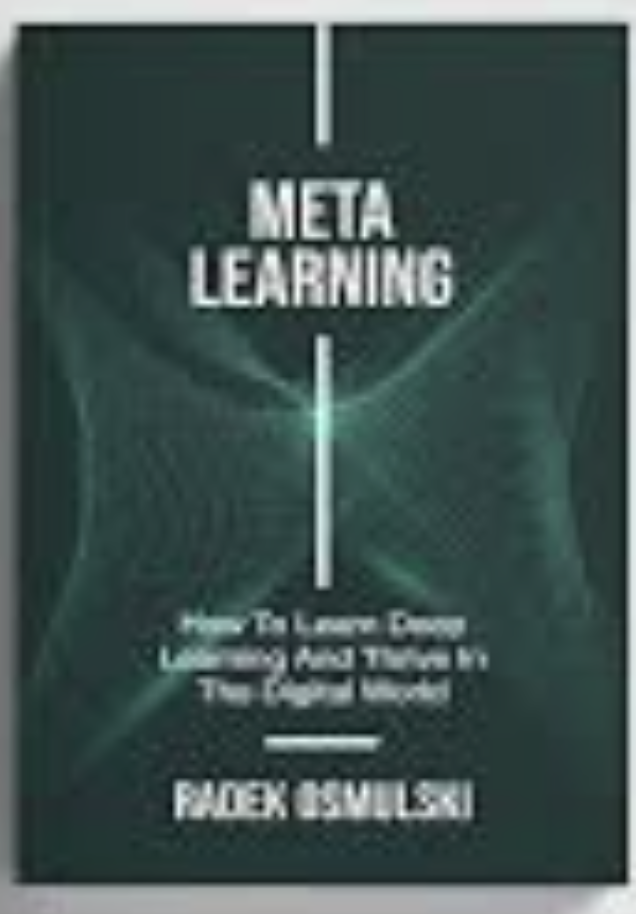 META
LEARNING
How To Learn Deep
Learning And Thrive In
The Digital World
RADEK OSMULSKI